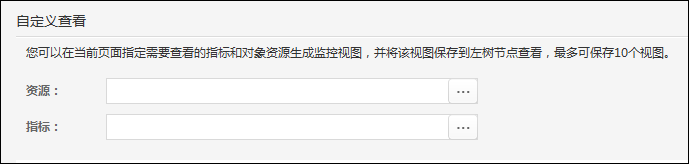 自定义查看
您可以在当前页面指定需要查看的指标和对象资源生成监控视图，并将该视图保存到左树节点查看，最多可保存10个视图。
资源：
...
指标：
...